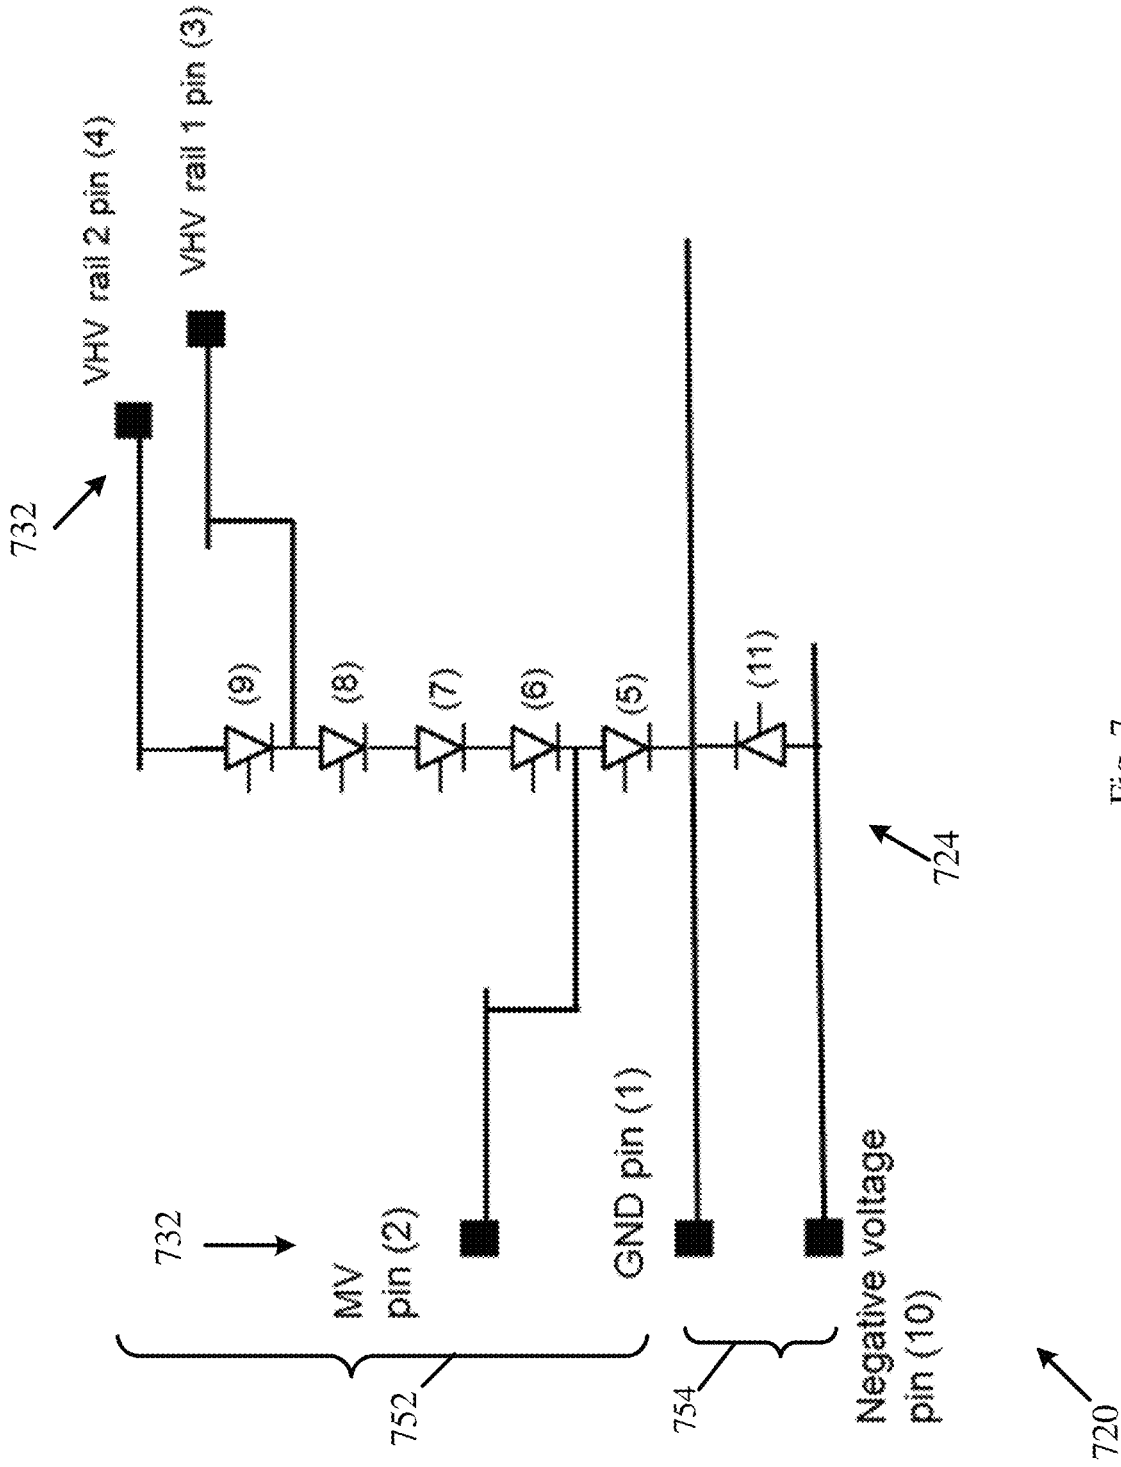 VHV rail 2 pin (4)
VHV rail 1 pin (3)
732
(9)
(8)
(7)
(6)
(5)
(11)
724
732
MV
pin (2)
GND pin (1)
Negative voltage
pin (10)
752
754
720